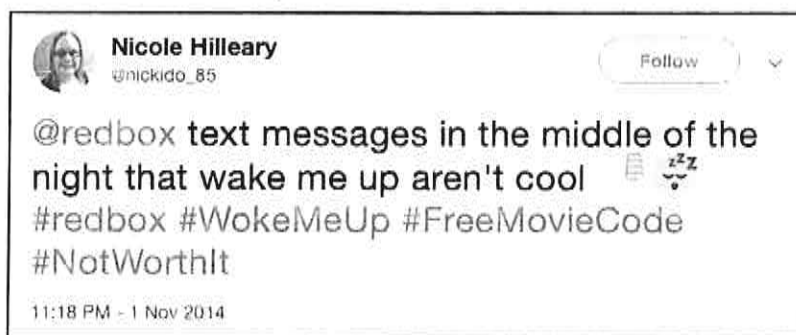 Nicole Hilleary
@nickido_85
Follow
@redbox text messages in the middle of the
night that wake me up aren't cool 
#redbox #WokeMeUp #FreeMovieCode
#NotWorthIt
11:18 PM - 1 Nov 2014